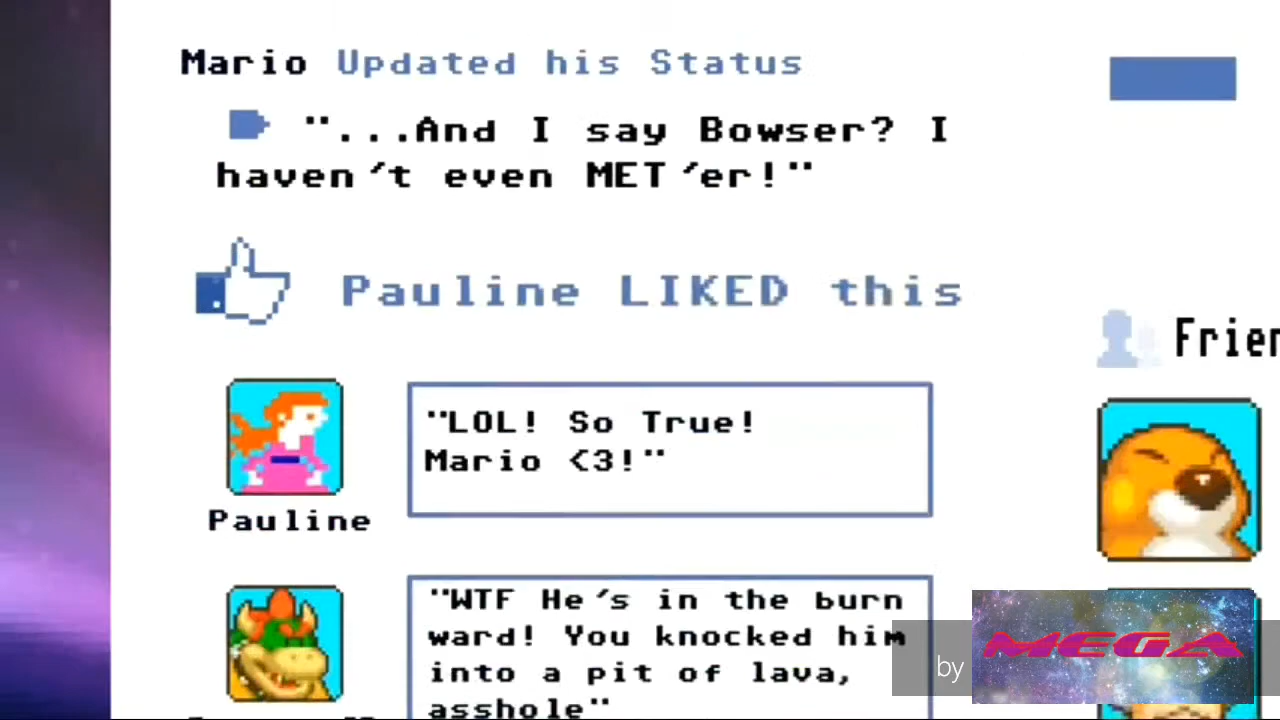 Mario Updated his Status
"...And I say Bowser? I
haven't even MET'er!"
Pauline LIKED this
"LOL! So True!
Mario <3!"
Pauline
"WTF He's in the burn
ward! You knocked him
into a pit of lava,
asshole"
by MEGA